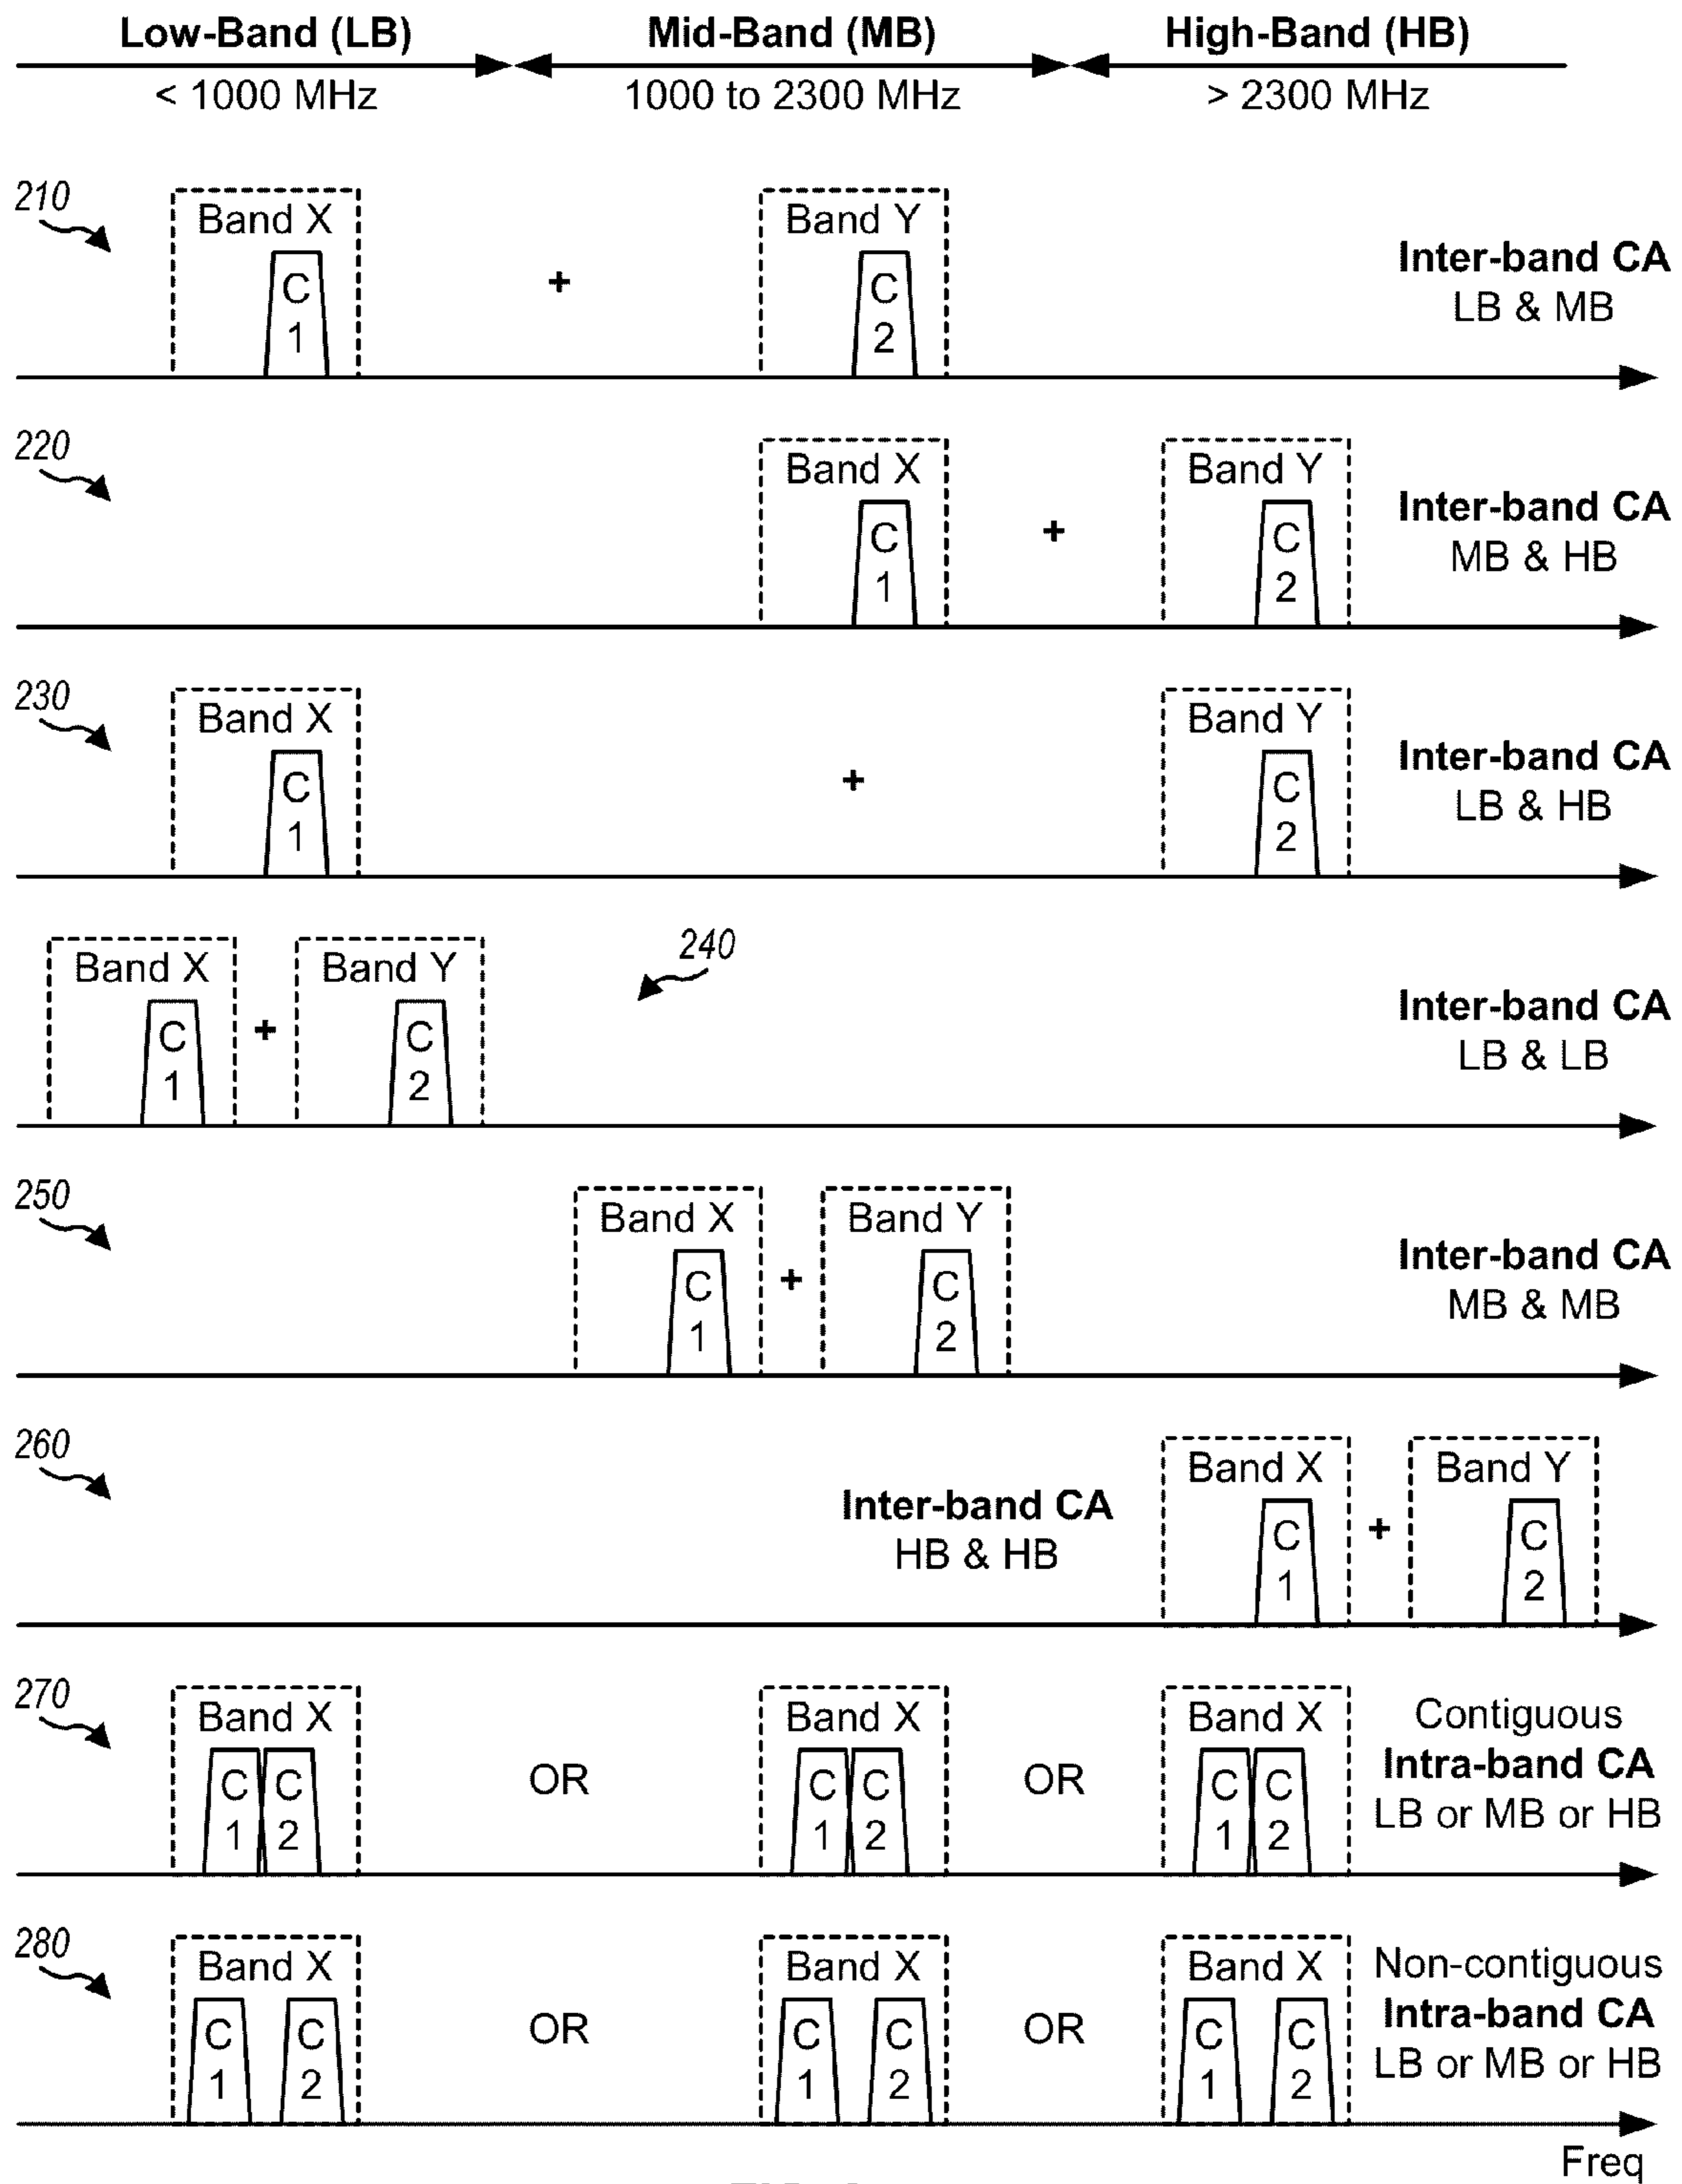 Low-Band (LB) Mid-Band (MB) High-Band (HB)
< 1000 MHz 1000 to 2300 MHz > 2300 MHz
210
Band X Band Y
C C
1 + 2
Inter-band CA
LB & MB
220
Band X Band Y
C C
1 + 2
Inter-band CA
MB & HB
230
Band X Band Y
C C
1 + 2
Inter-band CA
LB & HB
240
Band X Band Y
C C
1 + 2
Inter-band CA
LB & LB
250
Band X Band Y
C C
1 + 2
Inter-band CA
MB & MB
260
Inter-band CA
HB & HB
Band X Band Y
C C
1 + 2
270
Band X Band X Band X
C C OR C C OR C C
1 2 1 2 1 2
Contiguous
Intra-band CA
LB or MB or HB
280
Band X Band X Band X
C C OR C C OR C C
1 2 1 2 1 2
Non-contiguous
Intra-band CA
LB or MB or HB
Freq